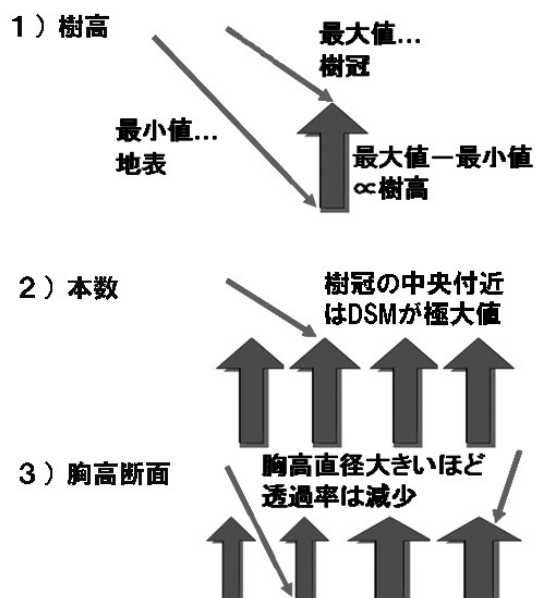 1）樹高
最大値…
樹冠
最小値…
地表
最大値－最小値
∝樹高
2）本数
樹冠の中央付近
はDSMが極大値
3）胸高断面
胸高直径大きいほど
透過率は減少